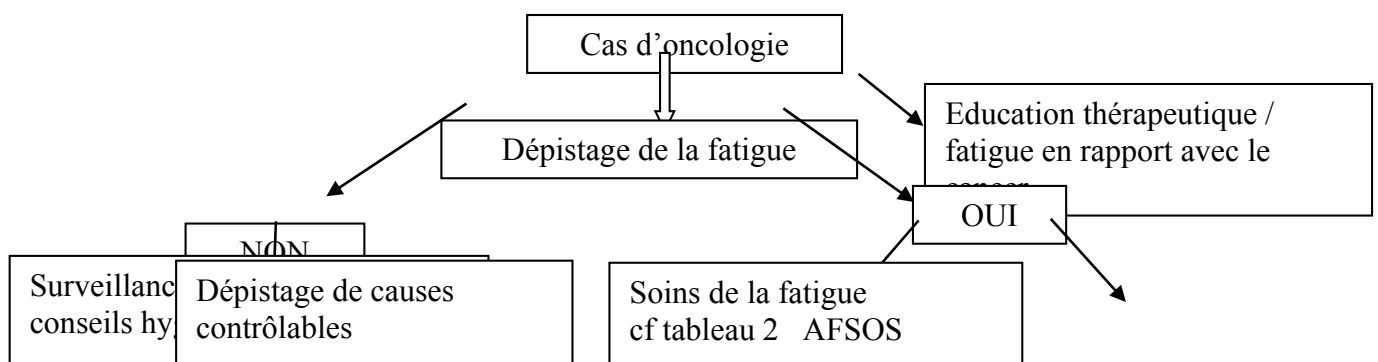 Cas d’oncologie
Education thérapeutique /
fatigue en rapport avec le
Dépistage de la fatigue
OUI
NON
Surveillanc
conseils hy
Dépistage de causes
contrôlables
Soins de la fatigue
cf tableau 2 AFSOS